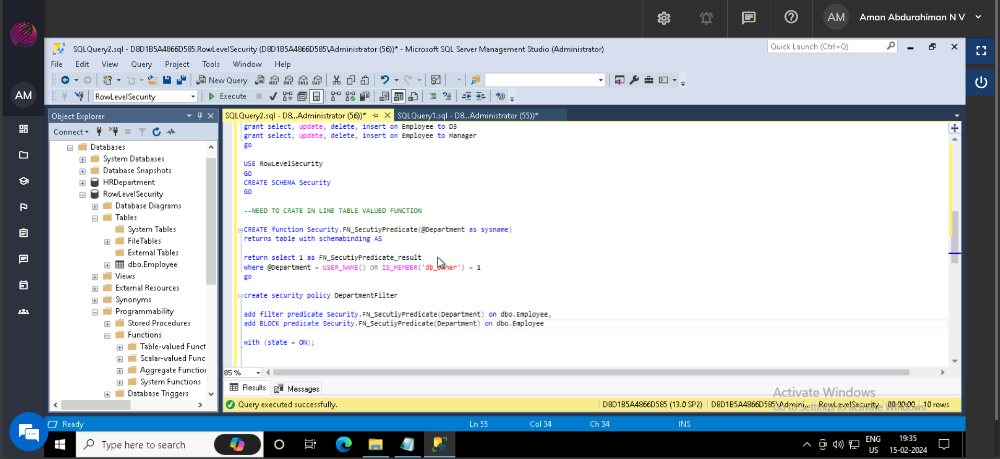 AM
Aman Abdurahiman N V
SQLQuery2.sql - D8D1B5A4866D585.RowLevelSecurity (D8D1B5A4866D585\Administrator (56))* - Microsoft SQL Server Management Studio (Administrator)
Quick Launch (Ctrl+Q)
File Edit View Query Project Tools Window Help
New Query
MDX DMX XMLA DAX
AM
RowLevelSecurity
Execute
Object Explorer
SQLQuery2.sql - D8...Administrator (56))*
SQLQuery1.sql - D8...Administrator (55))*
Connect
Databases
System Databases
Database Snapshots
HRDepartment
RowLevelSecurity
Database Diagrams
Tables
System Tables
FileTables
External Tables
dbo.Employee
Views
External Resources
Synonyms
Programmability
Stored Procedures
Functions
Table-valued Funct
Scalar-valued Func
Aggregate Function
System Functions
Database Triggers
grant select, update, delete, insert on Employee to D3
grant select, update, delete, insert on Employee to Manager
go
USE RowLevelSecurity
GO
CREATE SCHEMA Security
GO
--NEED TO CRATE IN LINE TABLE VALUED FUNCTION
CREATE function Security.FN_SecutiyPredicate(@Department as sysname)
returns table with schemabinding AS
return select 1 as FN_SecutiyPredicate_result
where @Department = USER_NAME() OR IS_MEMBER('db_owner') = 1
go
create security policy DepartmentFilter
add filter predicate Security.FN_SecutiyPredicate(Department) on dbo.Employee,
add BLOCK predicate Security.FN_SecutiyPredicate(Department) on dbo.Employee
with (state = ON);
85 %
Results Messages
Activate Windows
Go to Settings to activate Windows.
Query executed successfully.
D8D1B5A4866D585 (13.0 SP2) D8D1B5A4866D585\Admini... RowLevelSecurity 00:00:00 10 rows
Ready Ln 55 Col 34 Ch 34 INS
Type here to search
ENG
US
19:35
15-02-2024